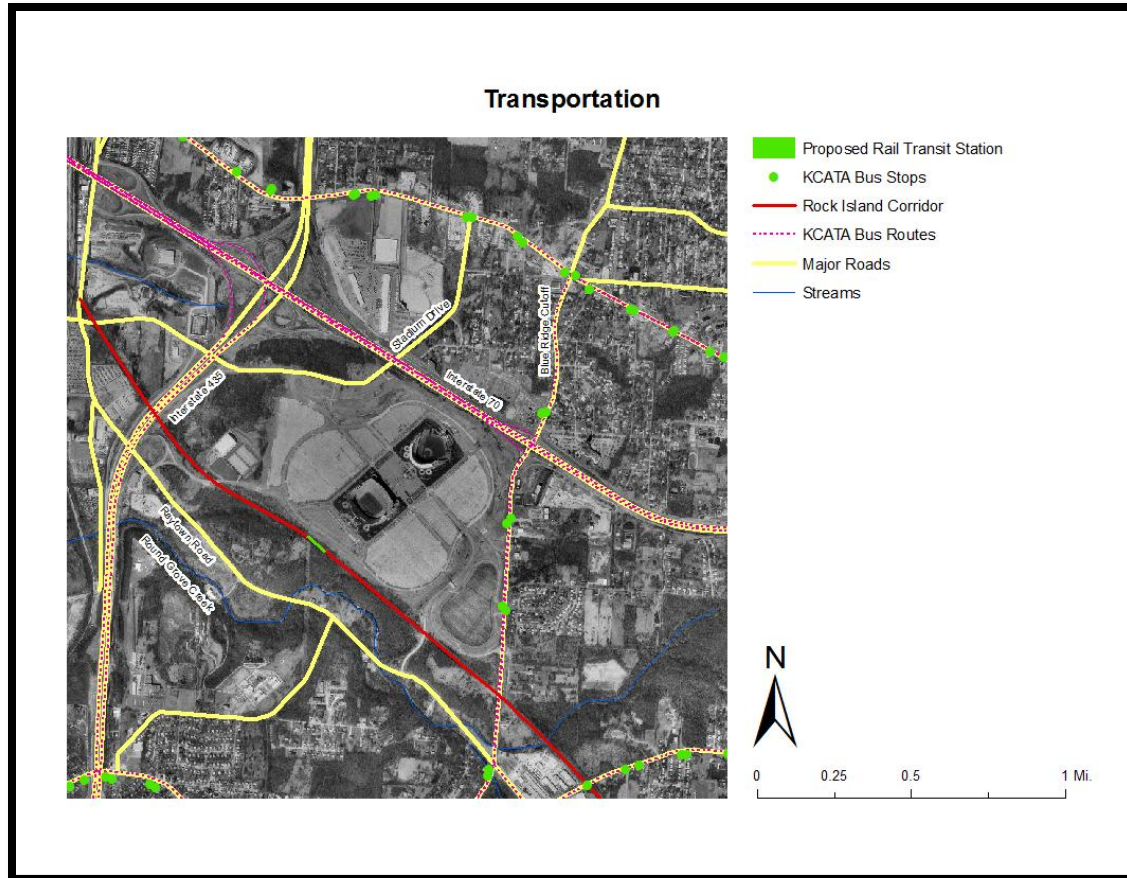 Transportation
Proposed Rail Transit Station
KCATA Bus Stops
Rock Island Corridor
KCATA Bus Routes
Major Roads
Streams
Stadium Drive
Blue Ridge Cutoff
Interstate 70
Interstate 435
Raytown Road
Round Grove Creek
N
0 0.25 0.5 1 Mi.